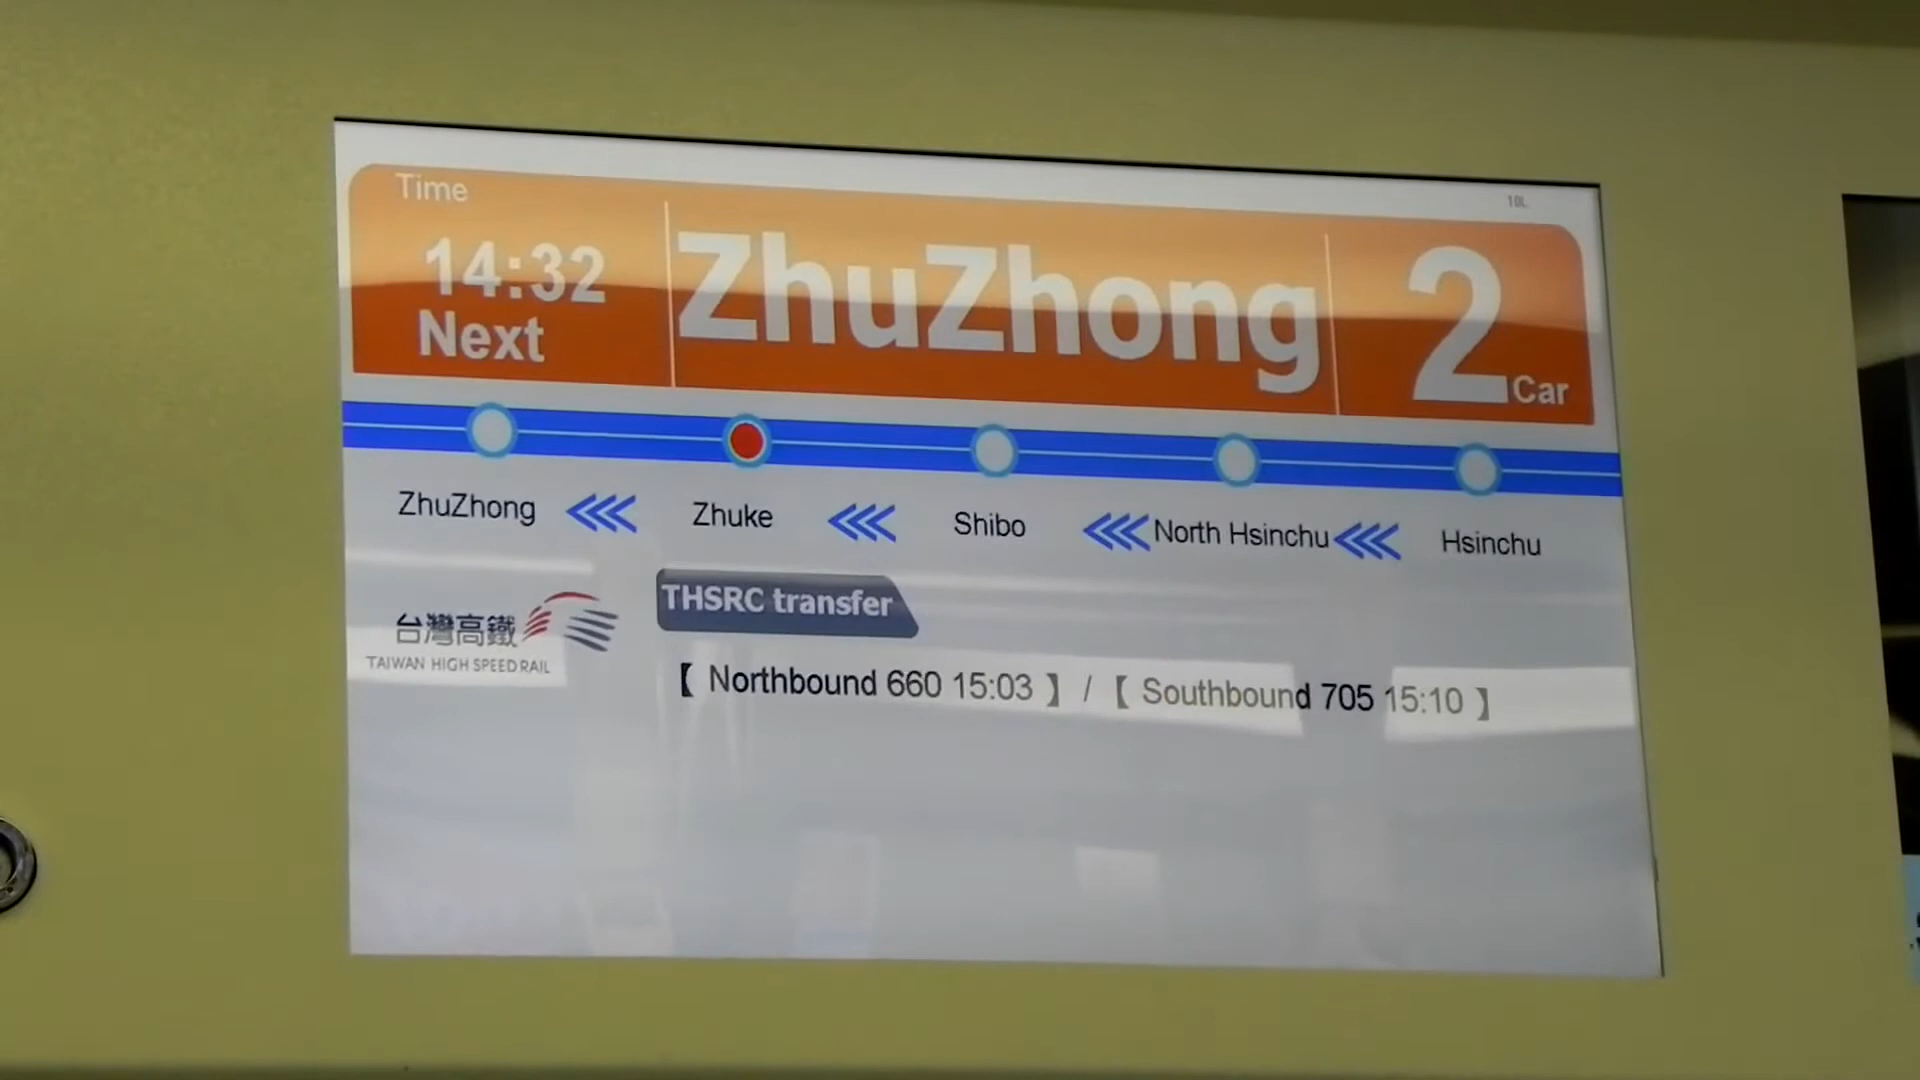 Time
10L
14:32
Next
ZhuZhong
2 Car
ZhuZhong
Zhuke
Shibo
North Hsinchu
Hsinchu
台灣高鐵
TAIWAN HIGH SPEED RAIL
THSRC transfer
【 Northbound 660 15:03 】 / 【 Southbound 705 15:10 】